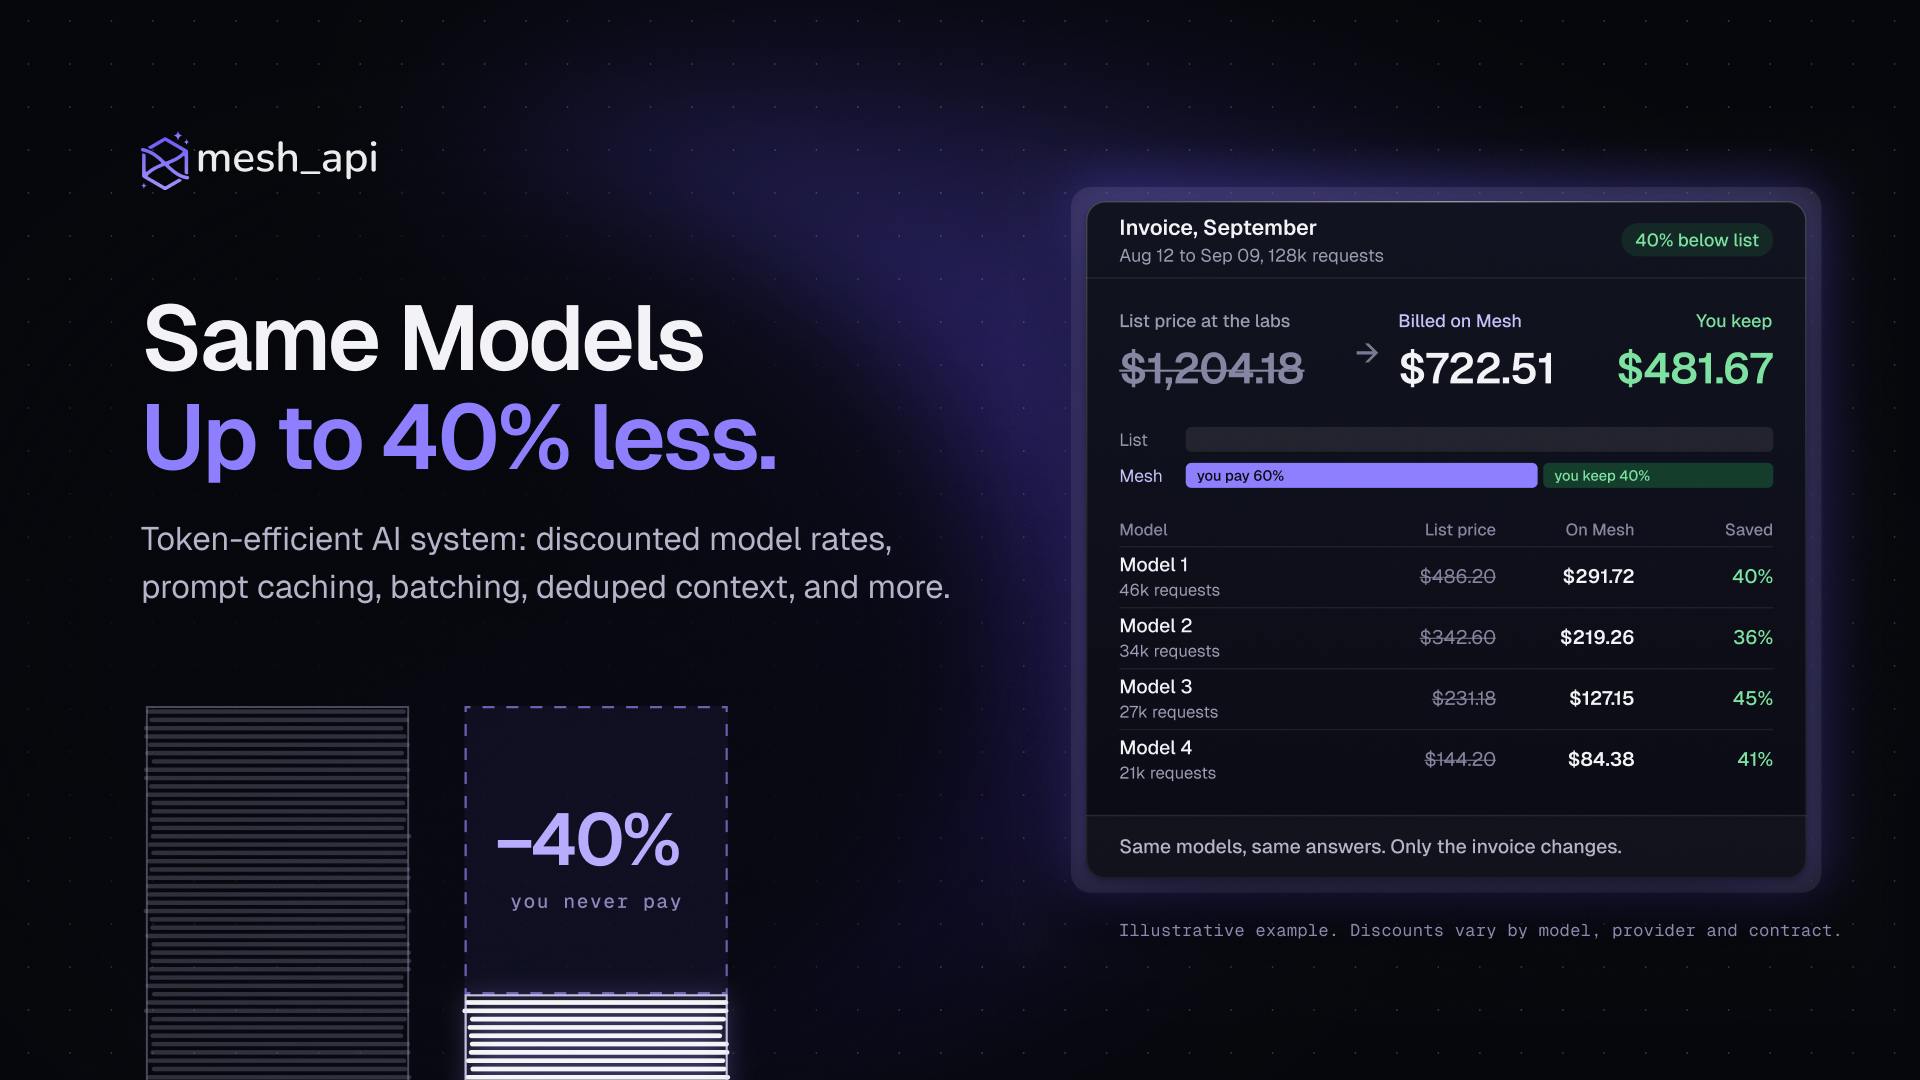 mesh_api
Same Models
Up to 40% less.
Token-efficient AI system: discounted model rates,
prompt caching, batching, deduped context, and more.
–40%
you never pay
Invoice, September
Aug 12 to Sep 09, 128k requests
40% below list
List price at the labs
Billed on Mesh
You keep
$1,204.18 → $722.51 $481.67
List
Mesh you pay 60% you keep 40%
Model List price On Mesh Saved
Model 1
46k requests
$486.20 $291.72 40%
Model 2
34k requests
$342.60 $219.26 36%
Model 3
27k requests
$231.18 $127.15 45%
Model 4
21k requests
$144.20 $84.38 41%
Same models, same answers. Only the invoice changes.
Illustrative example. Discounts vary by model, provider and contract.